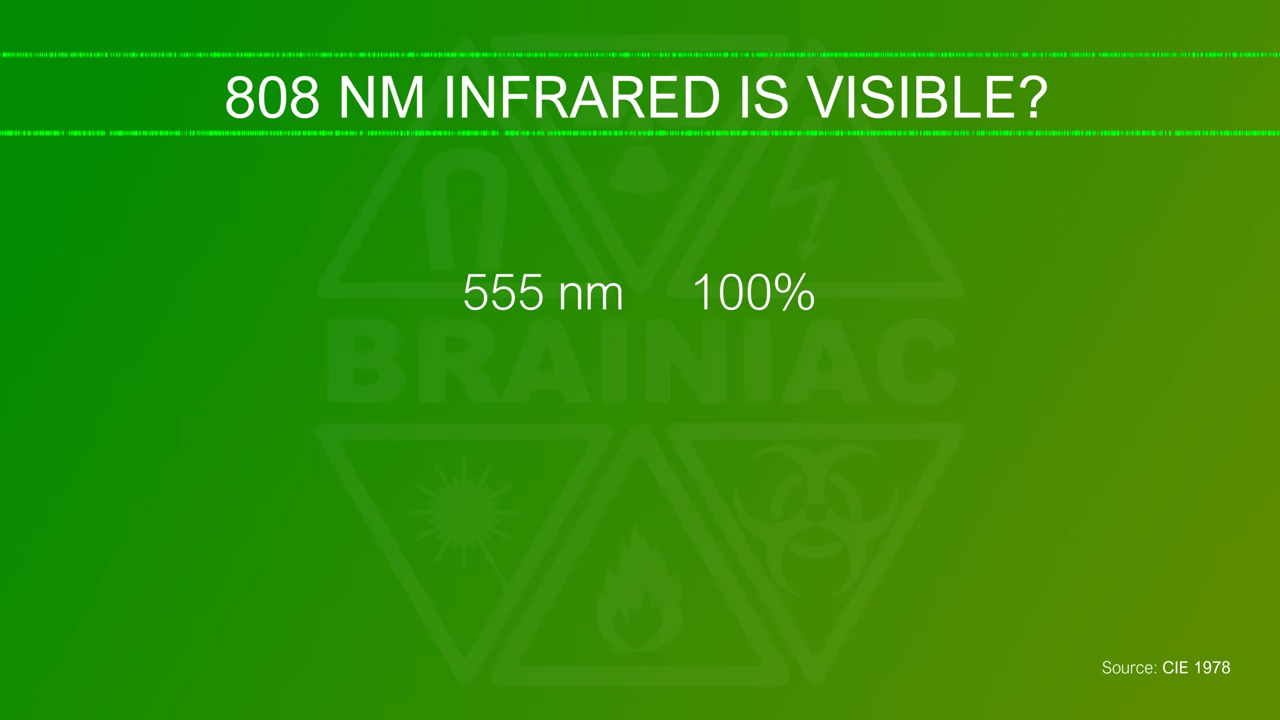 808 NM INFRARED IS VISIBLE?
555 nm 100%
BRAINIAC
Source: CIE 1978